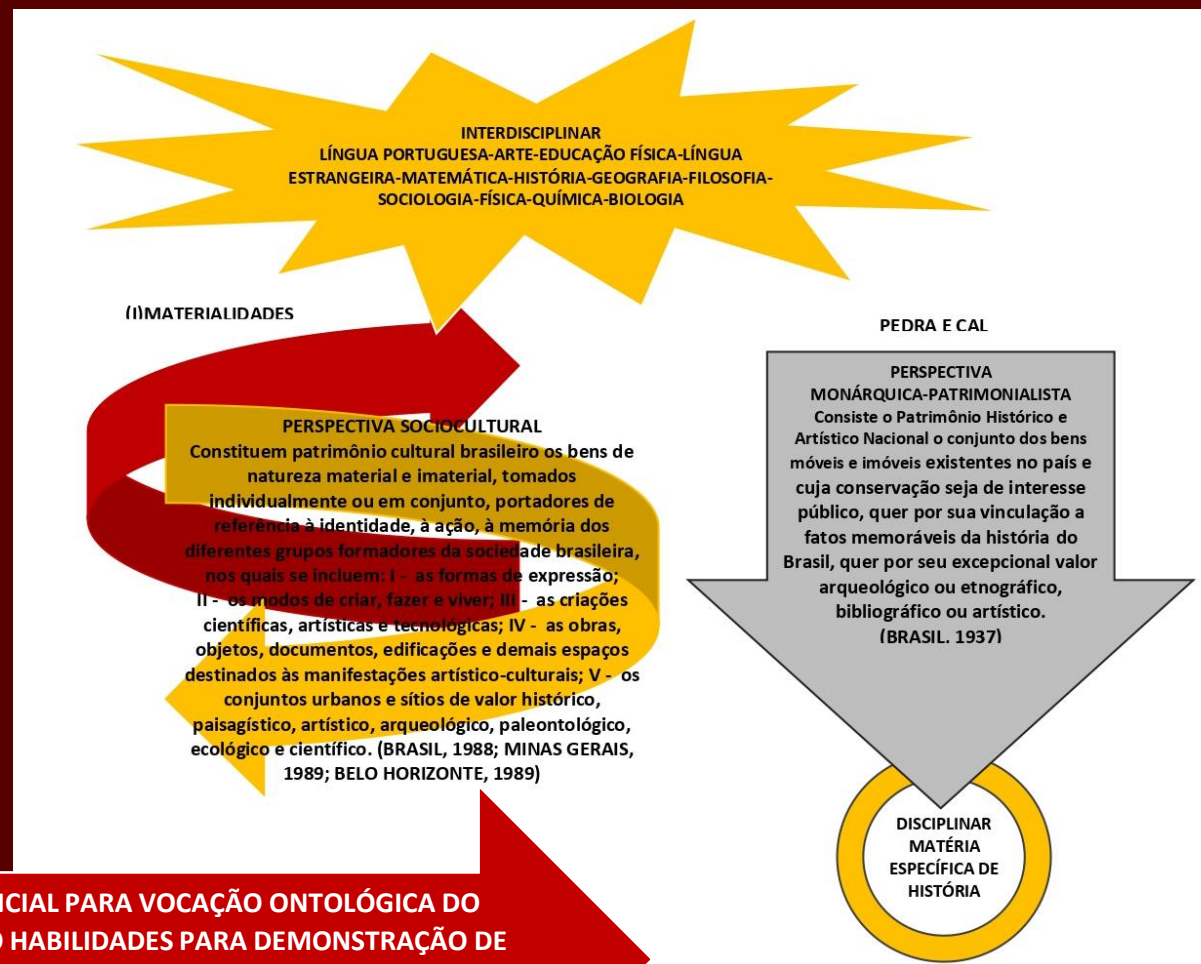 INTERDISCIPLINAR
LÍNGUA PORTUGUESA-ARTE-EDUCAÇÃO FÍSICA-LÍNGUA
ESTRANGEIRA-MATEMÁTICA-HISTÓRIA-GEOGRAFIA-FILOSOFIA-
SOCIOLOGIA-FÍSICA-QUÍMICA-BIOLOGIA
(I)MATERIALIDADES
PERSPECTIVA SOCIOCULTURAL
Constituem patrimônio cultural brasileiro os bens de
natureza material e imaterial, tomados
individualmente ou em conjunto, portadores de
referência à identidade, à ação, à memória dos
diferentes grupos formadores da sociedade brasileira,
nos quais se incluem: I - as formas de expressão;
II - os modos de criar, fazer e viver; III - as criações
científicas, artísticas e tecnológicas; IV - as obras,
objetos, documentos, edificações e demais espaços
destinados às manifestações artístico-culturais; V - os
conjuntos urbanos e sítios de valor histórico,
paisagístico, artístico, arqueológico, paleontológico,
ecológico e científico. (BRASIL, 1988; MINAS GERAIS,
1989; BELO HORIZONTE, 1989)
PEDRA E CAL
PERSPECTIVA
MONÁRQUICA-PATRIMONIALISTA
Consiste o Patrimônio Histórico e
Artístico Nacional o conjunto dos bens
móveis e imóveis existentes no país e
cuja conservação seja de interesse
público, quer por sua vinculação a
fatos memoráveis da história do
Brasil, quer por seu excepcional valor
arqueológico ou etnográfico,
bibliográfico ou artístico.
(BRASIL. 1937)
DISCIPLINAR
MATÉRIA
ESPECÍFICA DE
HISTÓRIA
PARA VOCAÇÃO ONTOLÓGICA DO
HABILIDADES PARA DEMONSTRAÇÃO DE